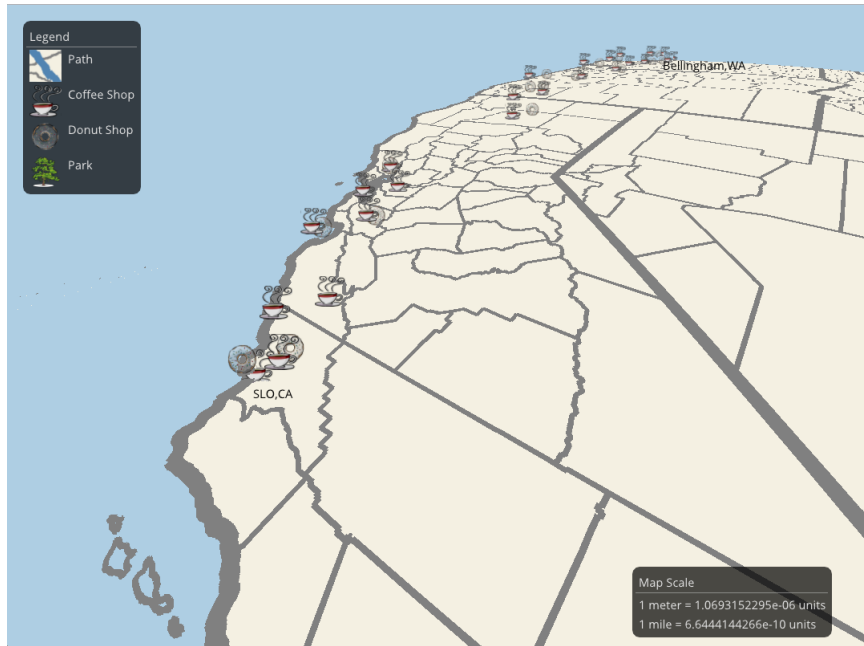 Legend
Path
Coffee Shop
Donut Shop
Park
Bellingham,WA
SLO,CA
Map Scale
1 meter = 1.0693152295e-06 units
1 mile = 6.6444144266e-10 units